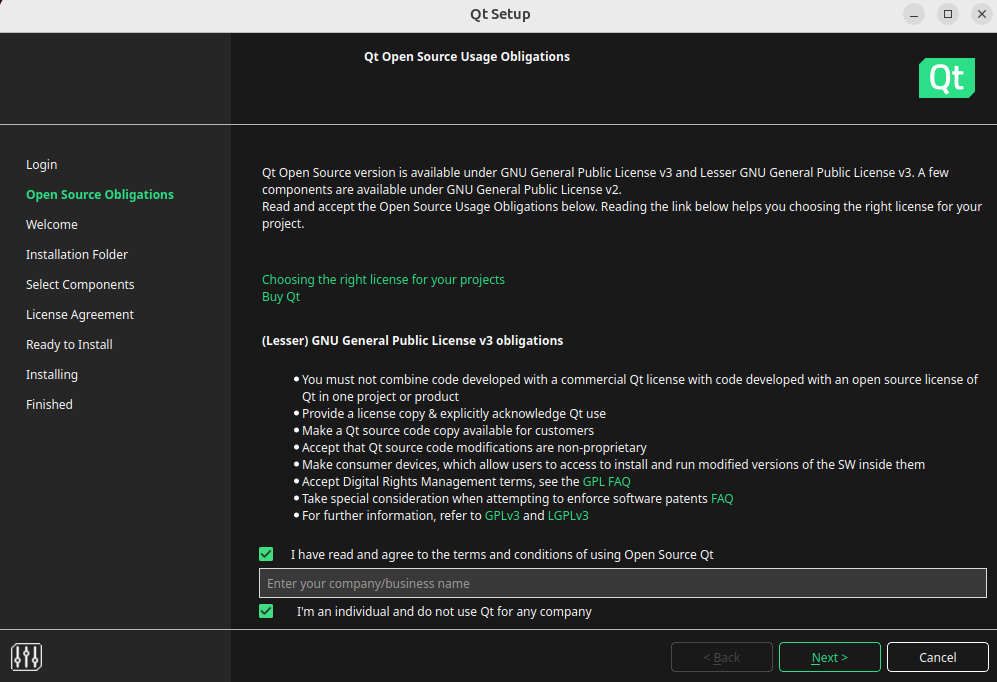 Qt Setup
Qt Open Source Usage Obligations
Qt
Login
Open Source Obligations
Welcome
Installation Folder
Select Components
License Agreement
Ready to Install
Installing
Finished
Qt Open Source version is available under GNU General Public License v3 and Lesser GNU General Public License v3. A few
components are available under GNU General Public License v2.
Read and accept the Open Source Usage Obligations below. Reading the link below helps you choosing the right license for your
project.
Choosing the right license for your projects
Buy Qt
(Lesser) GNU General Public License v3 obligations
• You must not combine code developed with a commercial Qt license with code developed with an open source license of
Qt in one project or product
• Provide a license copy & explicitly acknowledge Qt use
• Make a Qt source code copy available for customers
• Accept that Qt source code modifications are non-proprietary
• Make consumer devices, which allow users to access to install and run modified versions of the SW inside them
• Accept Digital Rights Management terms, see the GPL FAQ
• Take special consideration when attempting to enforce software patents FAQ
• For further information, refer to GPLv3 and LGPLv3
I have read and agree to the terms and conditions of using Open Source Qt
Enter your company/business name
I'm an individual and do not use Qt for any company
< Back
Next >
Cancel